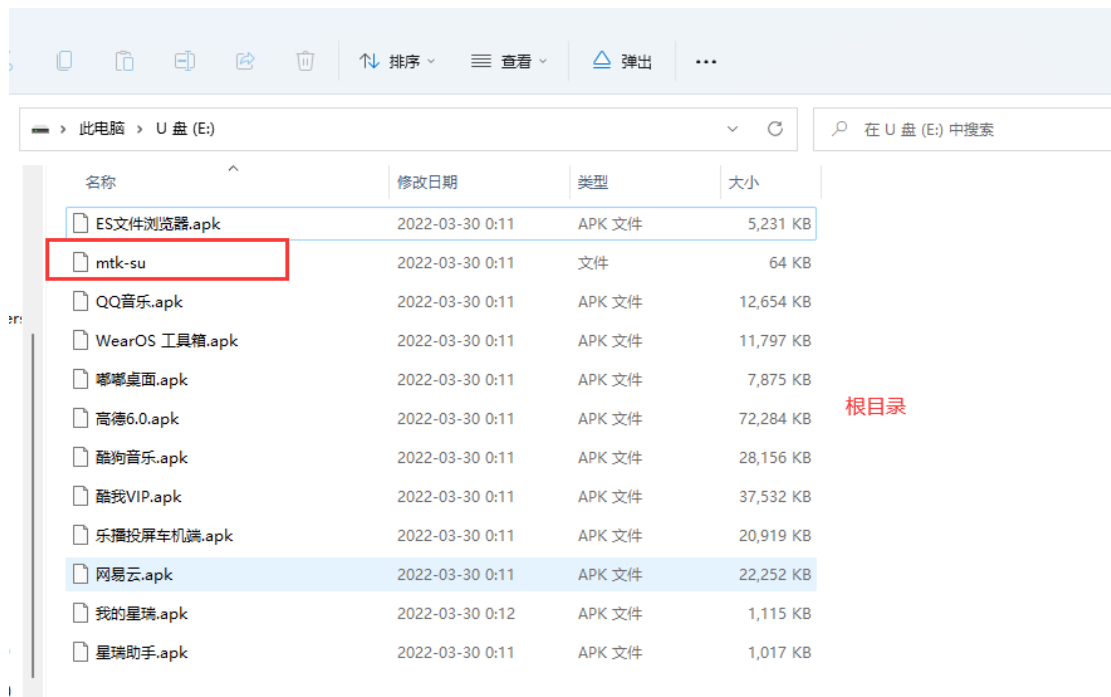 排序 查看 弹出 ...
此电脑 > U 盘 (E:) 在 U 盘 (E:) 中搜索
名称 修改日期 类型 大小
ES文件浏览器.apk 2022-03-30 0:11 APK 文件 5,231 KB
mtk-su 2022-03-30 0:11 文件 64 KB
QQ音乐.apk 2022-03-30 0:11 APK 文件 12,654 KB
WearOS 工具箱.apk 2022-03-30 0:11 APK 文件 11,797 KB
嘟嘟桌面.apk 2022-03-30 0:11 APK 文件 7,875 KB
高德6.0.apk 2022-03-30 0:11 APK 文件 72,284 KB
根目录
酷狗音乐.apk 2022-03-30 0:11 APK 文件 28,156 KB
酷我VIP.apk 2022-03-30 0:11 APK 文件 37,532 KB
乐播投屏车机端.apk 2022-03-30 0:11 APK 文件 20,919 KB
网易云.apk 2022-03-30 0:11 APK 文件 22,252 KB
我的星瑞.apk 2022-03-30 0:12 APK 文件 1,115 KB
星瑞助手.apk 2022-03-30 0:11 APK 文件 1,017 KB